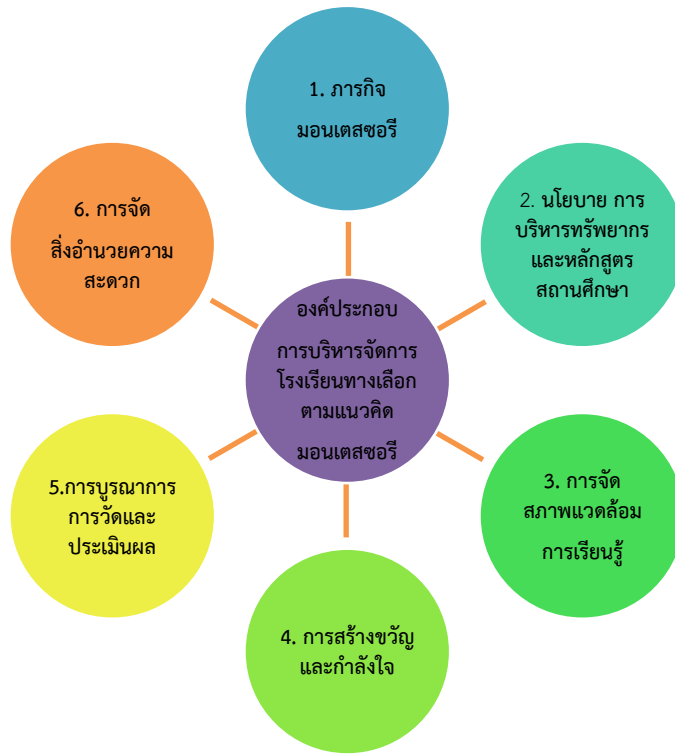 1. ภารกิจ
มอนเตสซอรี
2. นโยบาย การ
บริหารทรัพยากร
และหลักสูตร
สถานศึกษา
3. การจัด
สภาพแวดล้อม
การเรียนรู้
4. การสร้างขวัญ
และกำลังใจ
5.การบูรณาการ
การวัดและ
ประเมินผล
6. การจัด
สิ่งอำนวยความ
สะดวก
องค์ประกอบ
การบริหารจัดการ
โรงเรียนทางเลือก
ตามแนวคิด
มอนเตสซอรี